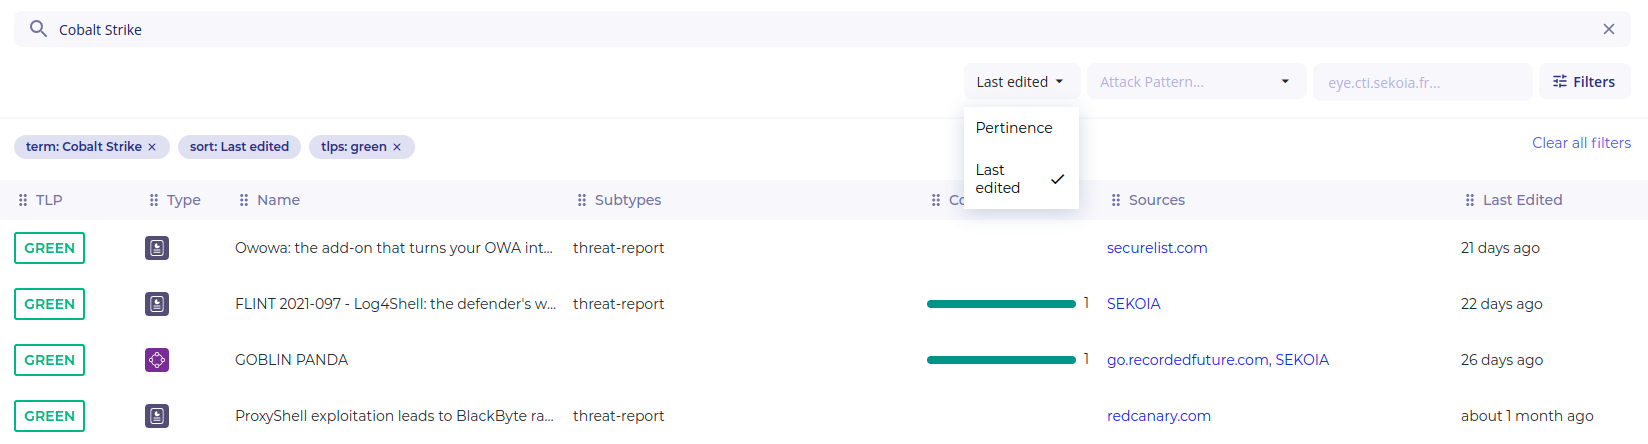 Cobalt Strike
Last edited
Attack Pattern...
eye.cti.sekoia.fr...
Filters
Pertinence
Last
edited
term: Cobalt Strike ×
sort: Last edited
tlps: green ×
Clear all filters
TLP Type Name Subtypes Co Sources Last Edited
GREEN Owowa: the add-on that turns your OWA int... threat-report securelist.com 21 days ago
GREEN FLINT 2021-097 - Log4Shell: the defender's w... threat-report 1 SEKOIA 22 days ago
GREEN GOBLIN PANDA 1 go.recordedfuture.com, SEKOIA 26 days ago
GREEN ProxyShell exploitation leads to BlackByte ra... threat-report redcanary.com about 1 month ago